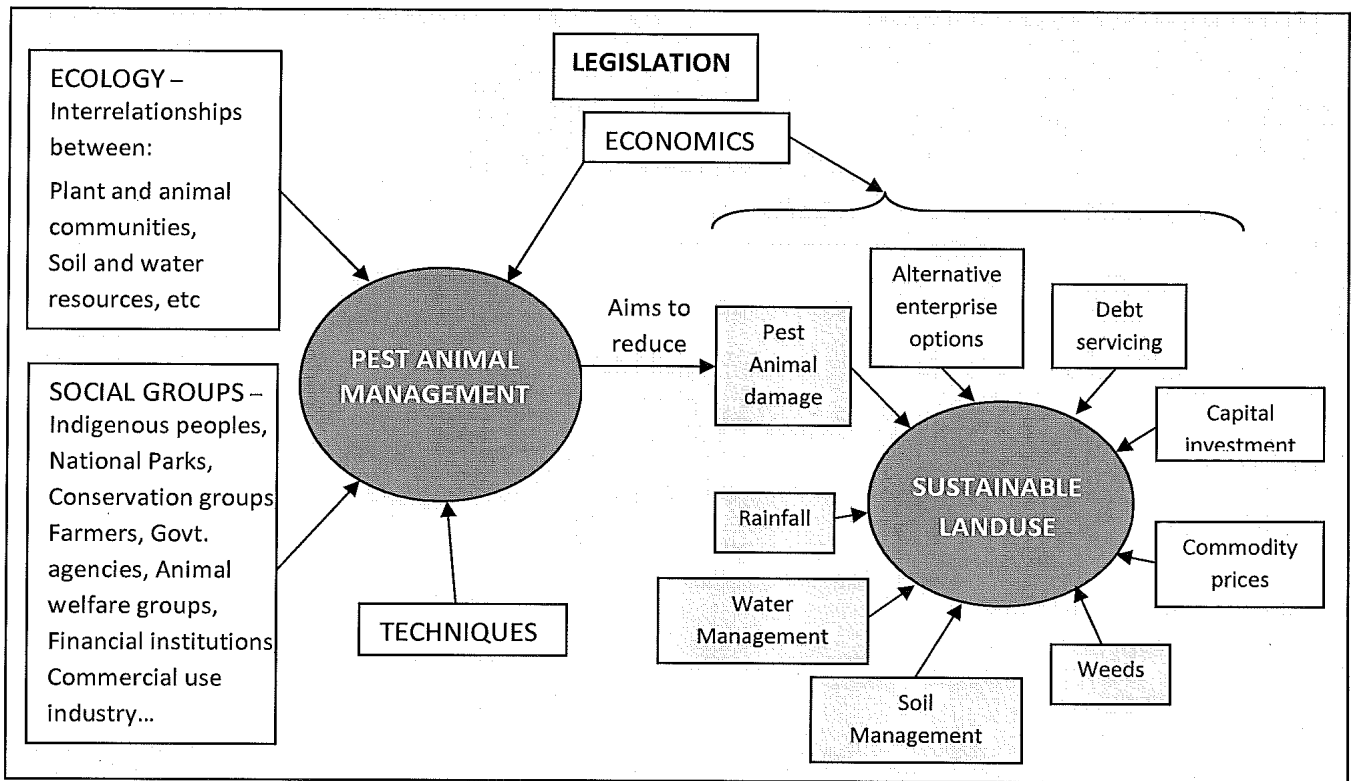 LEGISLATION
ECOLOGY –
Interrelationships
between:
Plant and animal
communities,
Soil and water
resources, etc
ECONOMICS
SOCIAL GROUPS –
Indigenous peoples,
National Parks,
Conservation groups
Farmers, Govt.
agencies, Animal
welfare groups,
Financial institutions
Commercial use
industry...
PEST ANIMAL
MANAGEMENT
TECHNIQUES
Aims to
reduce
Pest
Animal
damage
Alternative
enterprise
options
Debt
servicing
Capital
investment
SUSTAINABLE
LANDUSE
Rainfall
Commodity
prices
Water
Management
Weeds
Soil
Management